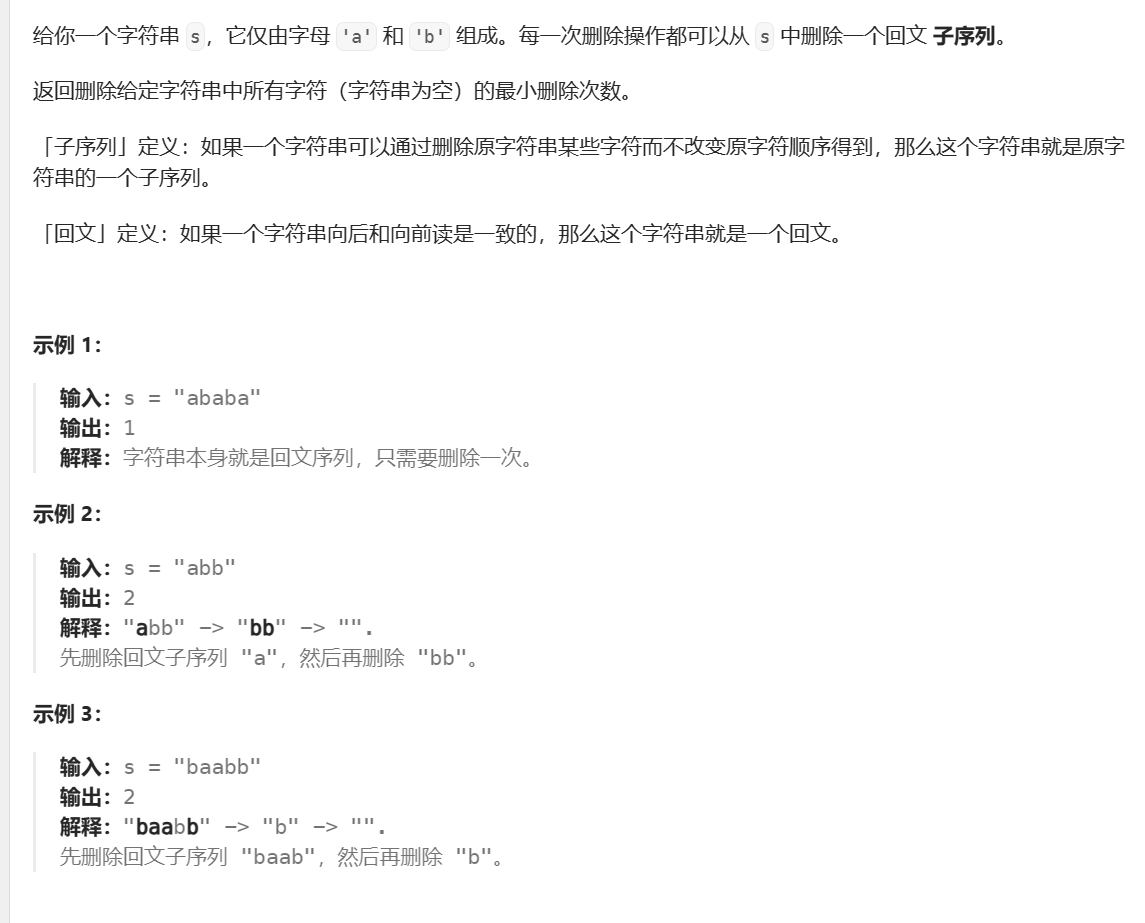 给你一个字符串 s，它仅由字母 'a' 和 'b' 组成。每一次删除操作都可以从 s 中删除一个回文 子序列。
返回删除给定字符串中所有字符（字符串为空）的最小删除次数。
「子序列」定义：如果一个字符串可以通过删除原字符串某些字符而不改变原字符顺序得到，那么这个字符串就是原字
符串的一个子序列。
「回文」定义：如果一个字符串向后和向前读是一致的，那么这个字符串就是一个回文。
示例 1：
输入：s = "ababa"
输出：1
解释：字符串本身就是回文序列，只需要删除一次。
示例 2：
输入：s = "abb"
输出：2
解释："abb" -> "bb" -> "".
先删除回文子序列 "a"，然后再删除 "bb"。
示例 3：
输入：s = "baabb"
输出：2
解释："baabb" -> "b" -> "".
先删除回文子序列 "baab"，然后再删除 "b"。